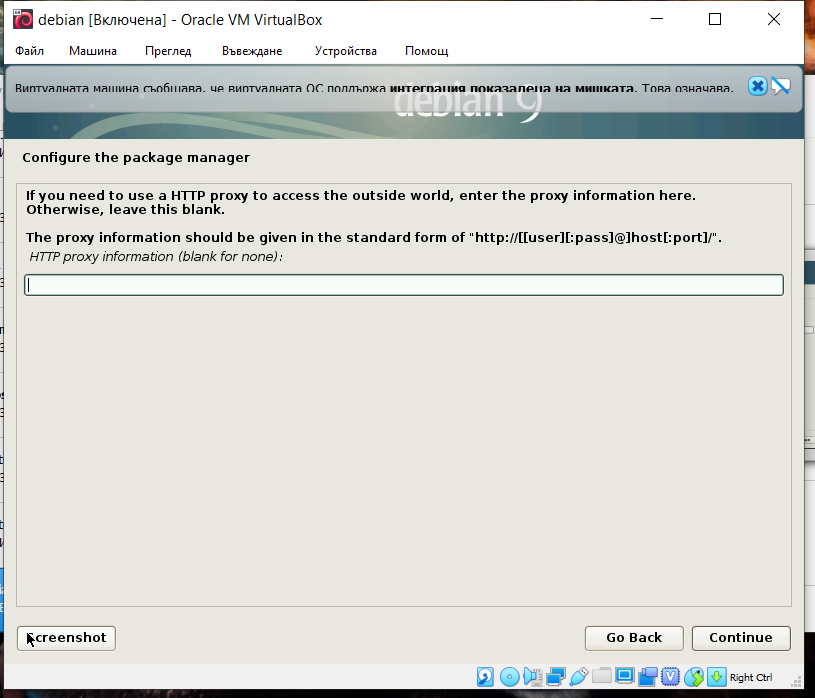 debian [Включена] - Oracle VM VirtualBox
Файл Машина Преглед Въвеждане Устройства Помощ
Виртуалната машина съобщава, че виртуалната ОС поддържа интеграция показалеца на мишката. Това означава,
debian 9
Configure the package manager
If you need to use a HTTP proxy to access the outside world, enter the proxy information here.
Otherwise, leave this blank.
The proxy information should be given in the standard form of "http://[[user][:pass]@]host[:port]/".
HTTP proxy information (blank for none):
Screenshot Go Back Continue
Right Ctrl